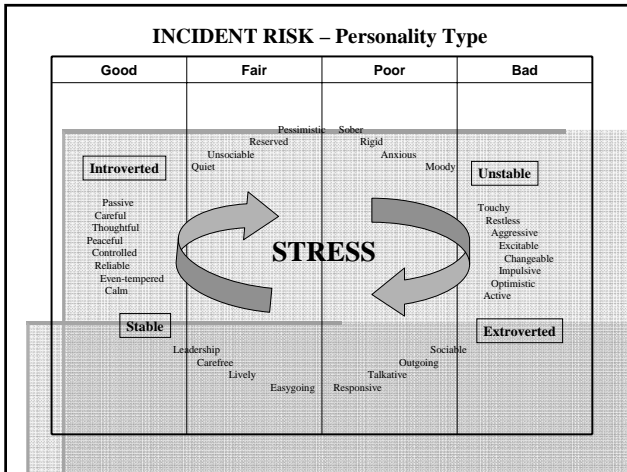 INCIDENT RISK – Personality Type
Good Fair Poor Bad
Pessimistic Sober
Reserved Rigid
Unsociable Anxious
Quiet Moody
Introverted
Unstable
Passive
Careful
Thoughtful
Peaceful
Controlled
Reliable
Even-tempered
Calm
STRESS
Touchy
Restless
Aggressive
Excitable
Changeable
Impulsive
Optimistic
Active
Stable
Extroverted
Leadership Sociable
Carefree Outgoing
Lively Talkative
Easygoing Responsive